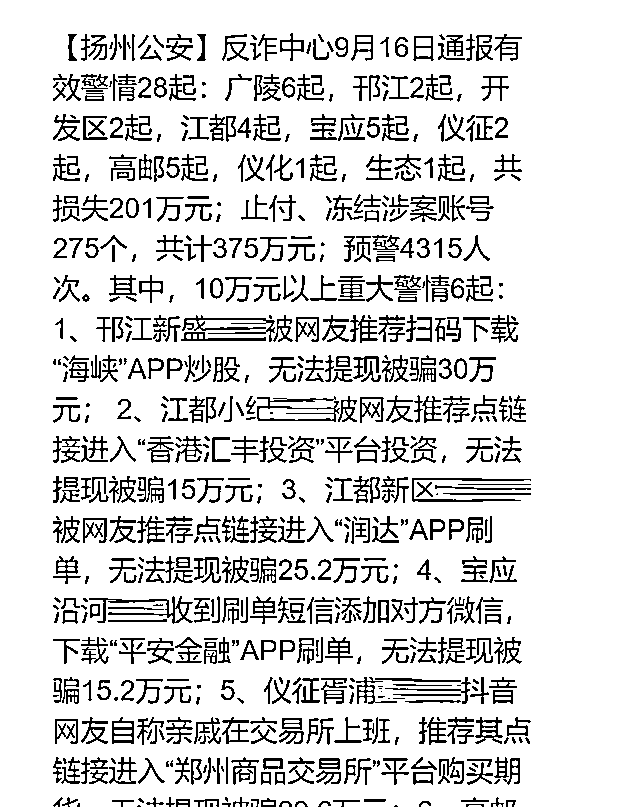 【扬州公安】反诈中心9月16日通报有
效警情28起：广陵6起，邗江2起，开
发区2起，江都4起，宝应5起，仪征2
起，高邮5起，仪化1起，生态1起，共
损失201万元；止付、冻结涉案账号
275个，共计375万元；预警4315人
次。其中，10万元以上重大警情6起：
1、邗江新盛被网友推荐扫码下载
“海峡”APP炒股，无法提现被骗30万
元； 2、江都小纪被网友推荐点链
接进入“香港汇丰投资”平台投资，无法
提现被骗15万元；3、江都新区
被网友推荐点链接进入“润达”APP刷
单，无法提现被骗25.2万元；4、宝应
沿河收到刷单短信添加对方微信，
下载“平安金融”APP刷单，无法提现被
骗15.2万元；5、仪征胥浦抖音
网友自称亲戚在交易所上班，推荐其点
链接进入“郑州商品交易所”平台购买期